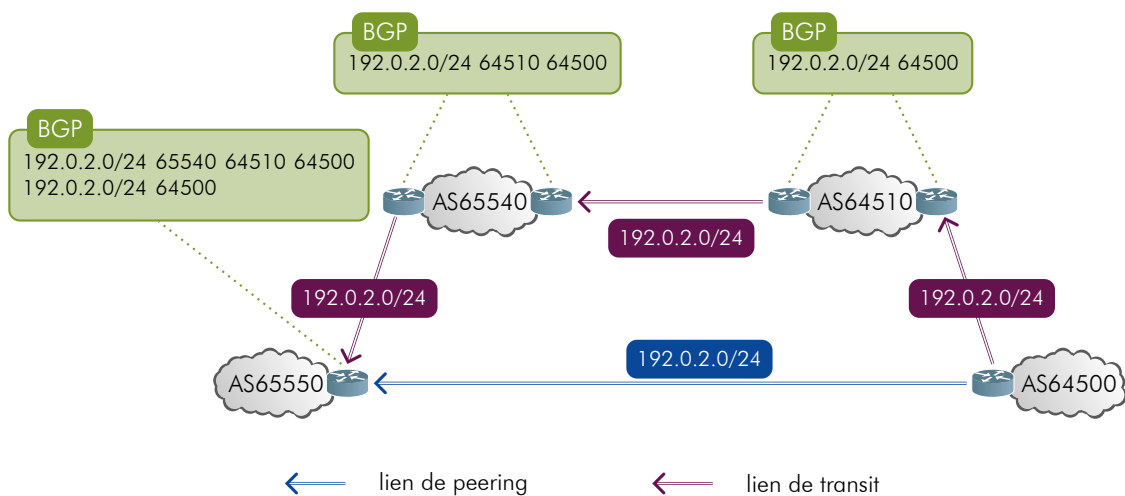 BGP
192.0.2.0/24 64510 64500
BGP
192.0.2.0/24 64500
BGP
192.0.2.0/24 65540 64510 64500
192.0.2.0/24 64500
AS65540
AS64510
192.0.2.0/24
192.0.2.0/24
192.0.2.0/24
192.0.2.0/24
AS65550
AS64500
lien de peering
lien de transit